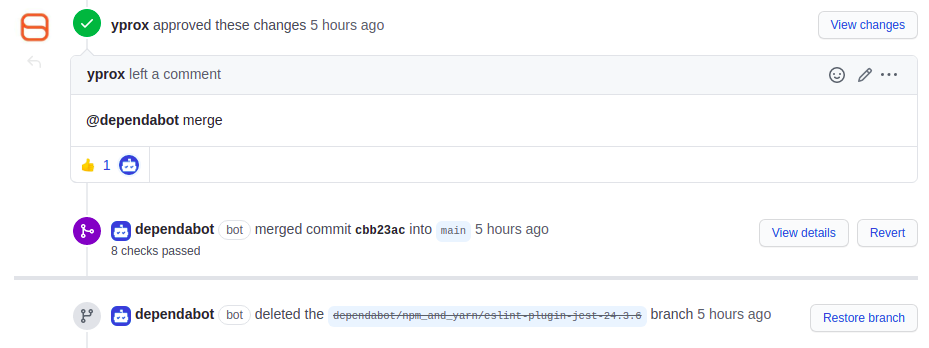 yprox approved these changes 5 hours ago
View changes
yprox left a comment
@dependabot merge
1
dependabot bot merged commit cbb23ac into main 5 hours ago
View details
Revert
8 checks passed
dependabot bot deleted the dependabot/npm_and_yarn/eslint-plugin-jest-24.3.6 branch 5 hours ago
Restore branch